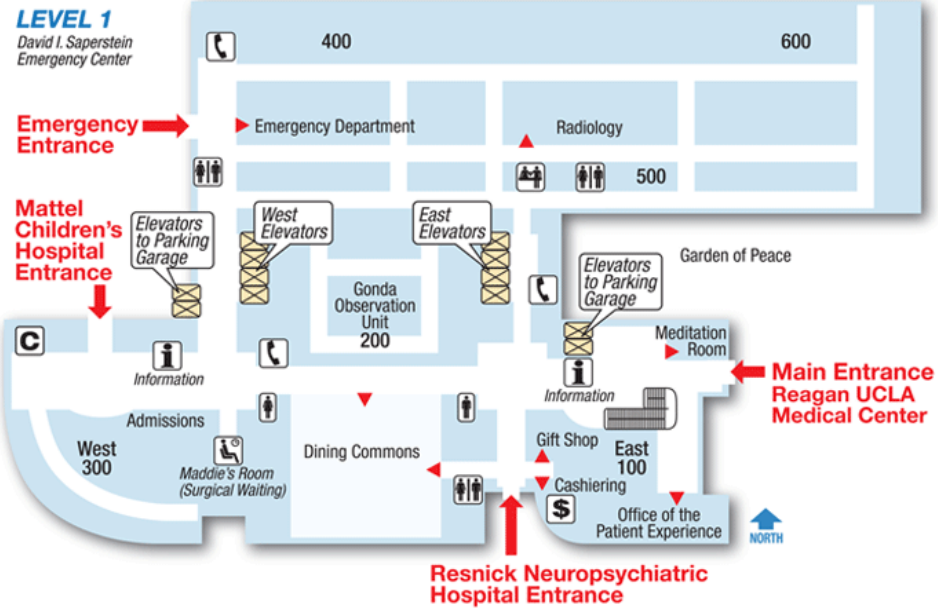 LEVEL 1
David I. Saperstein
Emergency Center
400
600
Emergency
Entrance
Emergency Department
Radiology
500
Mattel
Children's
Hospital
Entrance
Elevators
to Parking
Garage
West
Elevators
East
Elevators
Elevators
to Parking
Garage
Garden of Peace
Gonda
Observation
Unit
200
Meditation
Room
C
i
Information
i
Information
Main Entrance
Reagan UCLA
Medical Center
Admissions
West
300
Maddie's Room
(Surgical Waiting)
Dining Commons
Gift Shop
East
100
Cashiering
$
Office of the
Patient Experience
NORTH
Resnick Neuropsychiatric
Hospital Entrance